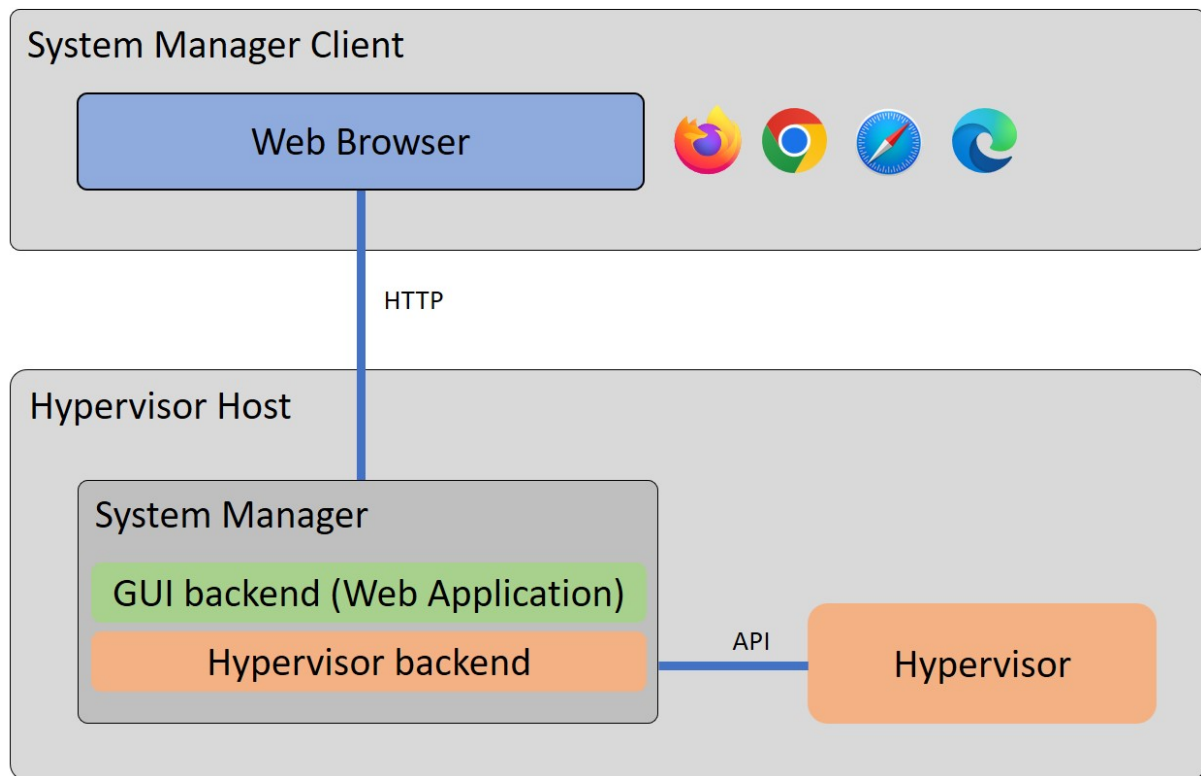 System Manager Client
Web Browser
HTTP
Hypervisor Host
System Manager
GUI backend (Web Application)
Hypervisor backend
API
Hypervisor